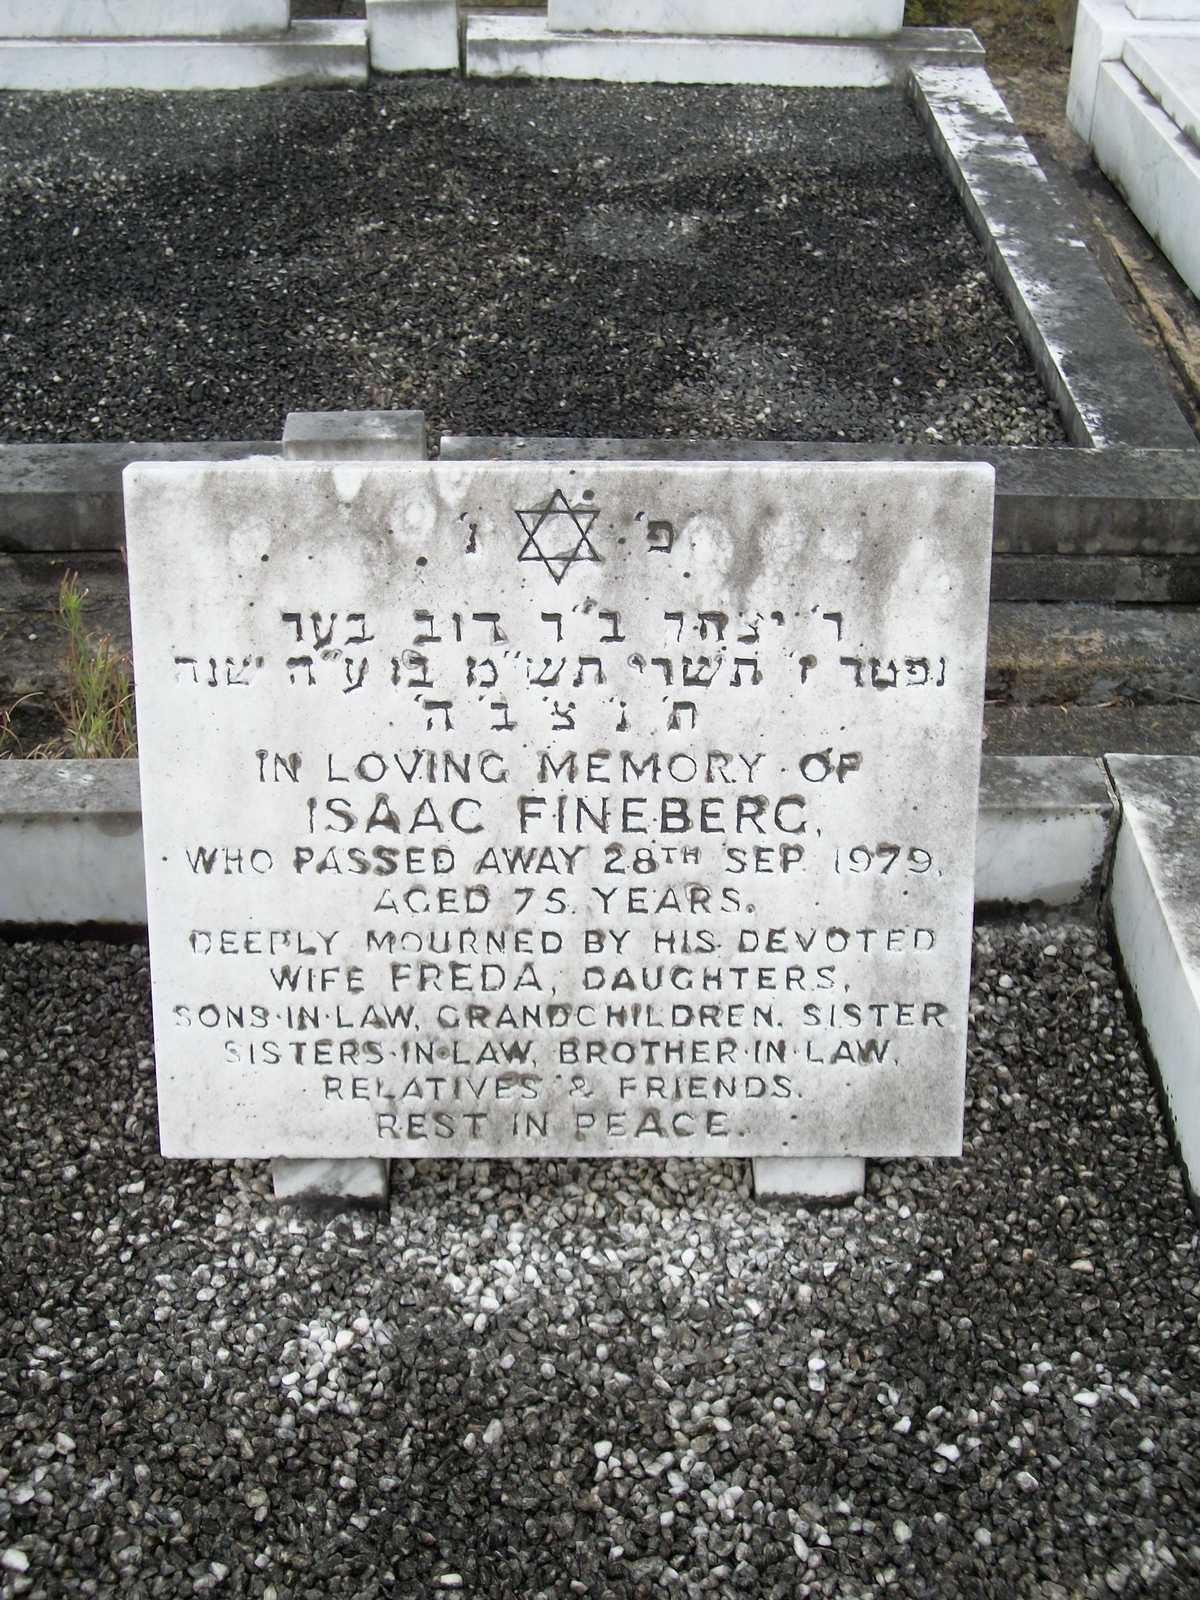 פ׳ נ׳
ר׳ יצחק ב״ר דוב בער
נפטר ז׳ תשרי תש״מ בן ע״ה שנה
ת׳ נ׳ צ׳ ב׳ ה׳
IN LOVING MEMORY OF
ISAAC FINEBERG,
WHO PASSED AWAY 28TH SEP. 1979,
AGED 75 YEARS.
DEEPLY MOURNED BY HIS DEVOTED
WIFE FREDA, DAUGHTERS,
SONS-IN-LAW, GRANDCHILDREN, SISTER
SISTERS-IN-LAW, BROTHER-IN-LAW,
RELATIVES & FRIENDS.
REST IN PEACE.